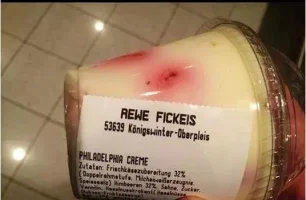 REWE FICKEIS
53639 Königswinter-Oberpleis
PHILADELPHIA CREME
Zutaten: Frischkäsezubereitung 32%
(Doppelrahmstufe, Milcheiweißerzeugnis
Speisesalz) Himbeeren 32%, Sahne, Zucker,